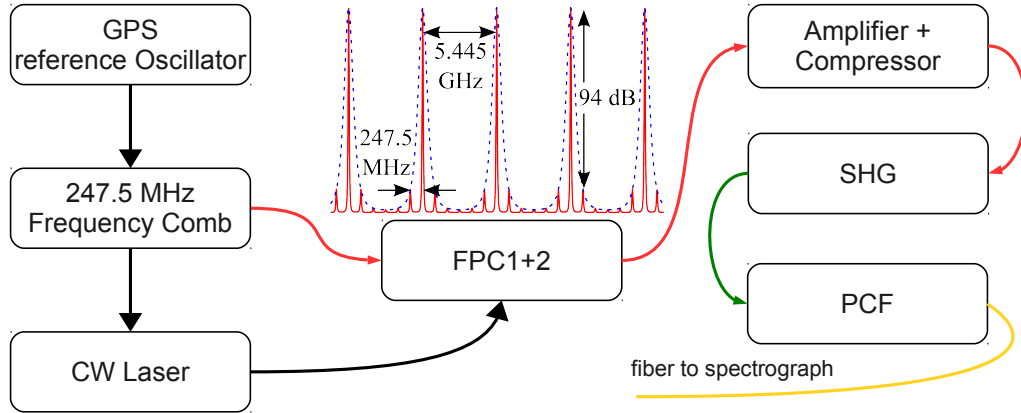 GPS
reference Oscillator
247.5 MHz
Frequency Comb
CW Laser
5.445
GHz
94 dB
247.5
MHz
FPC1+2
Amplifier +
Compressor
SHG
PCF
fiber to spectrograph